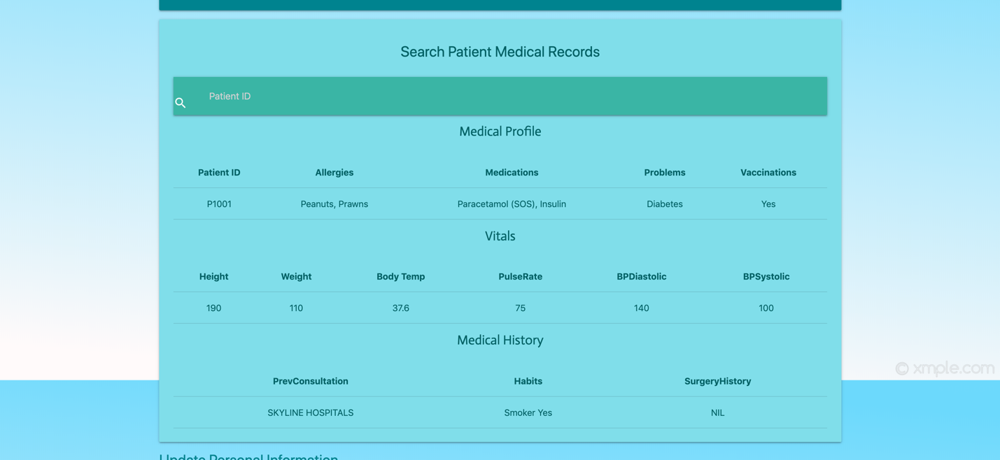 Search Patient Medical Records
Patient ID
Medical Profile
Patient ID Allergies Medications Problems Vaccinations
P1001 Peanuts, Prawns Paracetamol (SOS), Insulin Diabetes Yes
Vitals
Height Weight Body Temp PulseRate BPDiastolic BPSystolic
190 110 37.6 75 140 100
Medical History
© xmple.com
PrevConsultation Habits SurgeryHistory
SKYLINE HOSPITALS Smoker Yes NIL
Update Personal Information